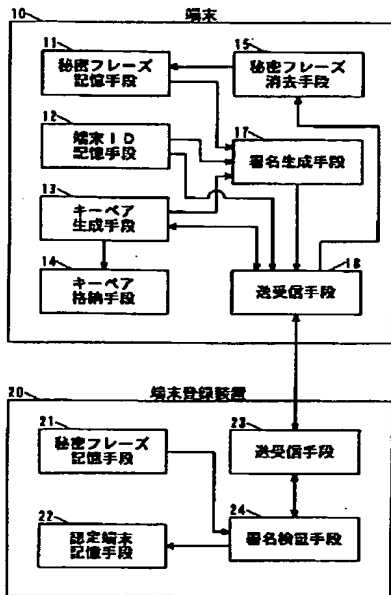 10
端末
11
秘密フレーズ
記憶手段
15
秘密フレーズ
消去手段
12
端末ID
記憶手段
17
署名生成手段
13
キーペア
生成手段
14
キーペア
格納手段
送受信手段
18
20
端末登録装置
21
秘密フレーズ
記憶手段
23
送受信手段
22
認定端末
記憶手段
24
署名検証手段